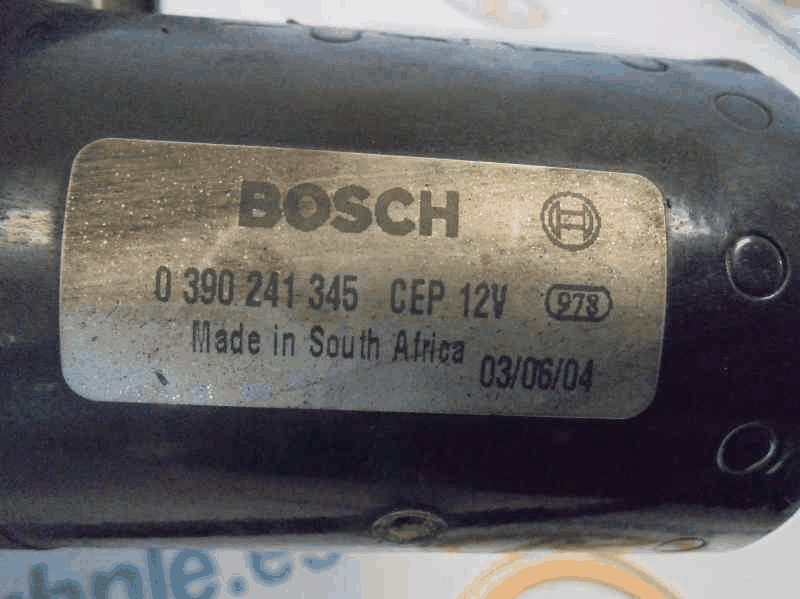 BOSCH
0 390 241 345 CEP 12V 978
Made in South Africa
03/06/04